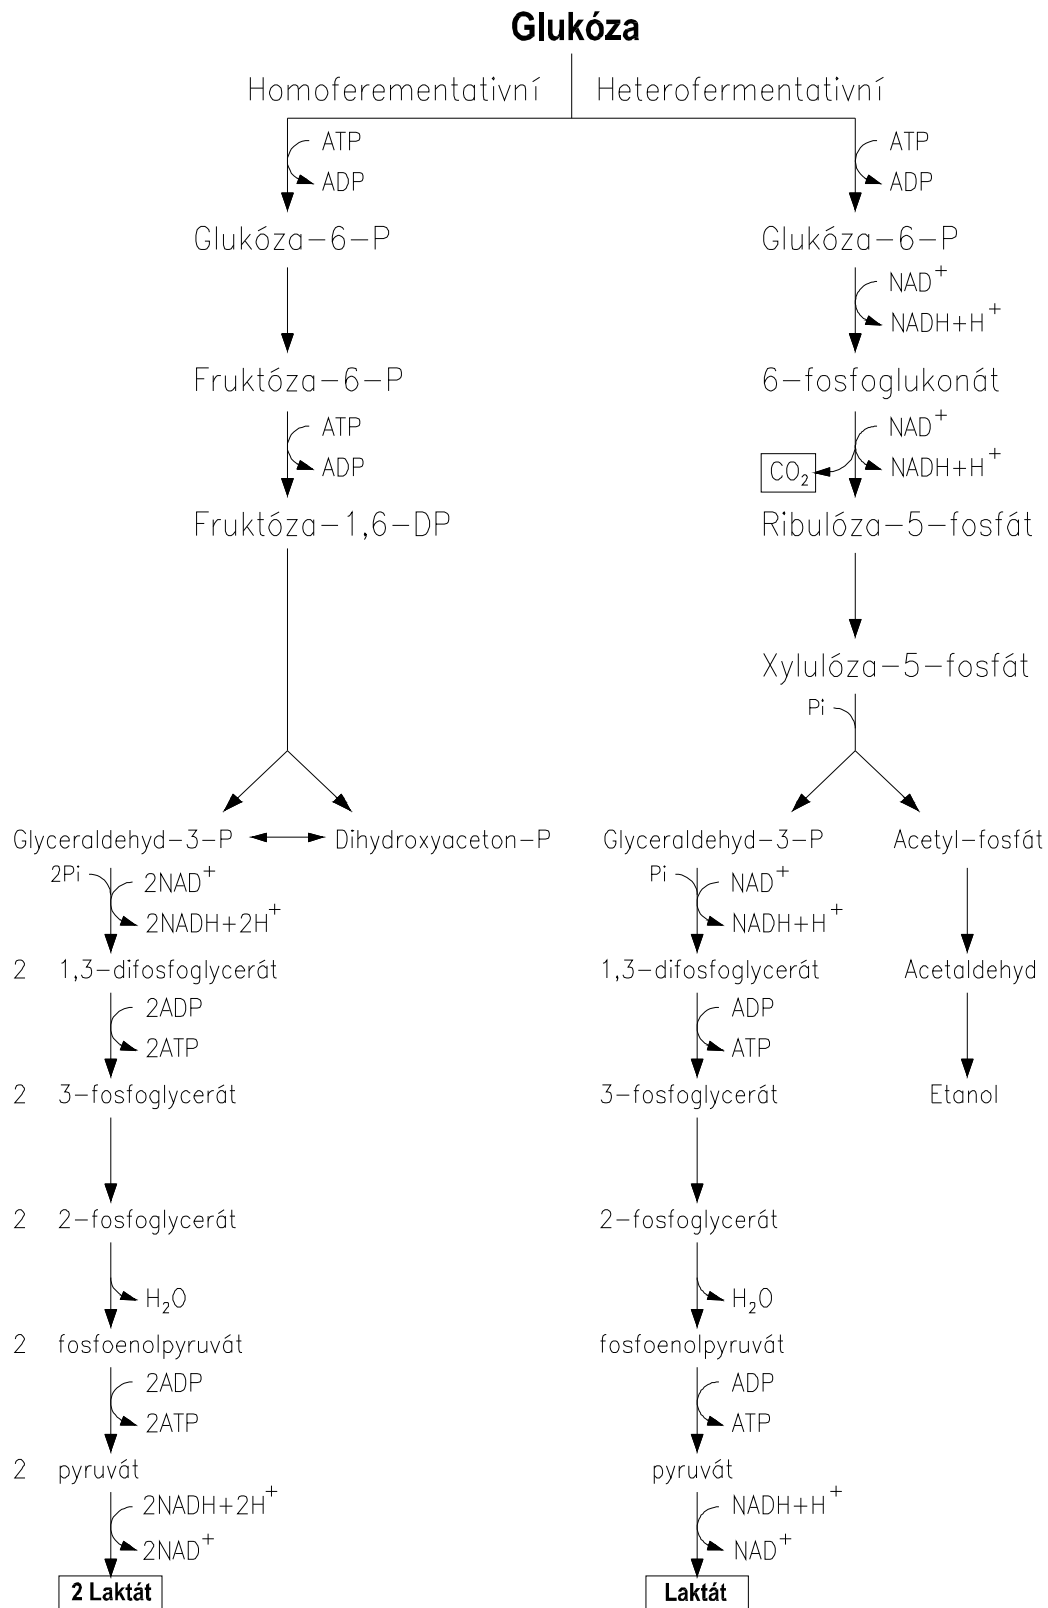 Glukóza
Homoferementativní
Heterofermentativní
ATP
ADP
Glukóza-6-P
Fruktóza-6-P
ATP
ADP
Fruktóza-1,6-DP
Glyceraldehyd-3-P
Dihydroxyaceton-P
2Pi
2NAD⁺
2NADH+2H⁺
2 1,3-difosfoglycerát
2ADP
2ATP
2 3-fosfoglycerát
2 2-fosfoglycerát
H₂O
2 fosfoenolpyruvát
2ADP
2ATP
2 pyruvát
2NADH+2H⁺
2NAD⁺
2 Laktát
ATP
ADP
Glukóza-6-P
NAD⁺
NADH+H⁺
6-fosfoglukonát
NAD⁺
CO₂
NADH+H⁺
Ribulóza-5-fosfát
Xylulóza-5-fosfát
Pi
Glyceraldehyd-3-P
Pi
NAD⁺
NADH+H⁺
1,3-difosfoglycerát
ADP
ATP
3-fosfoglycerát
2-fosfoglycerát
H₂O
fosfoenolpyruvát
ADP
ATP
pyruvát
NADH+H⁺
NAD⁺
Laktát
Acetyl-fosfát
Acetaldehyd
Etanol